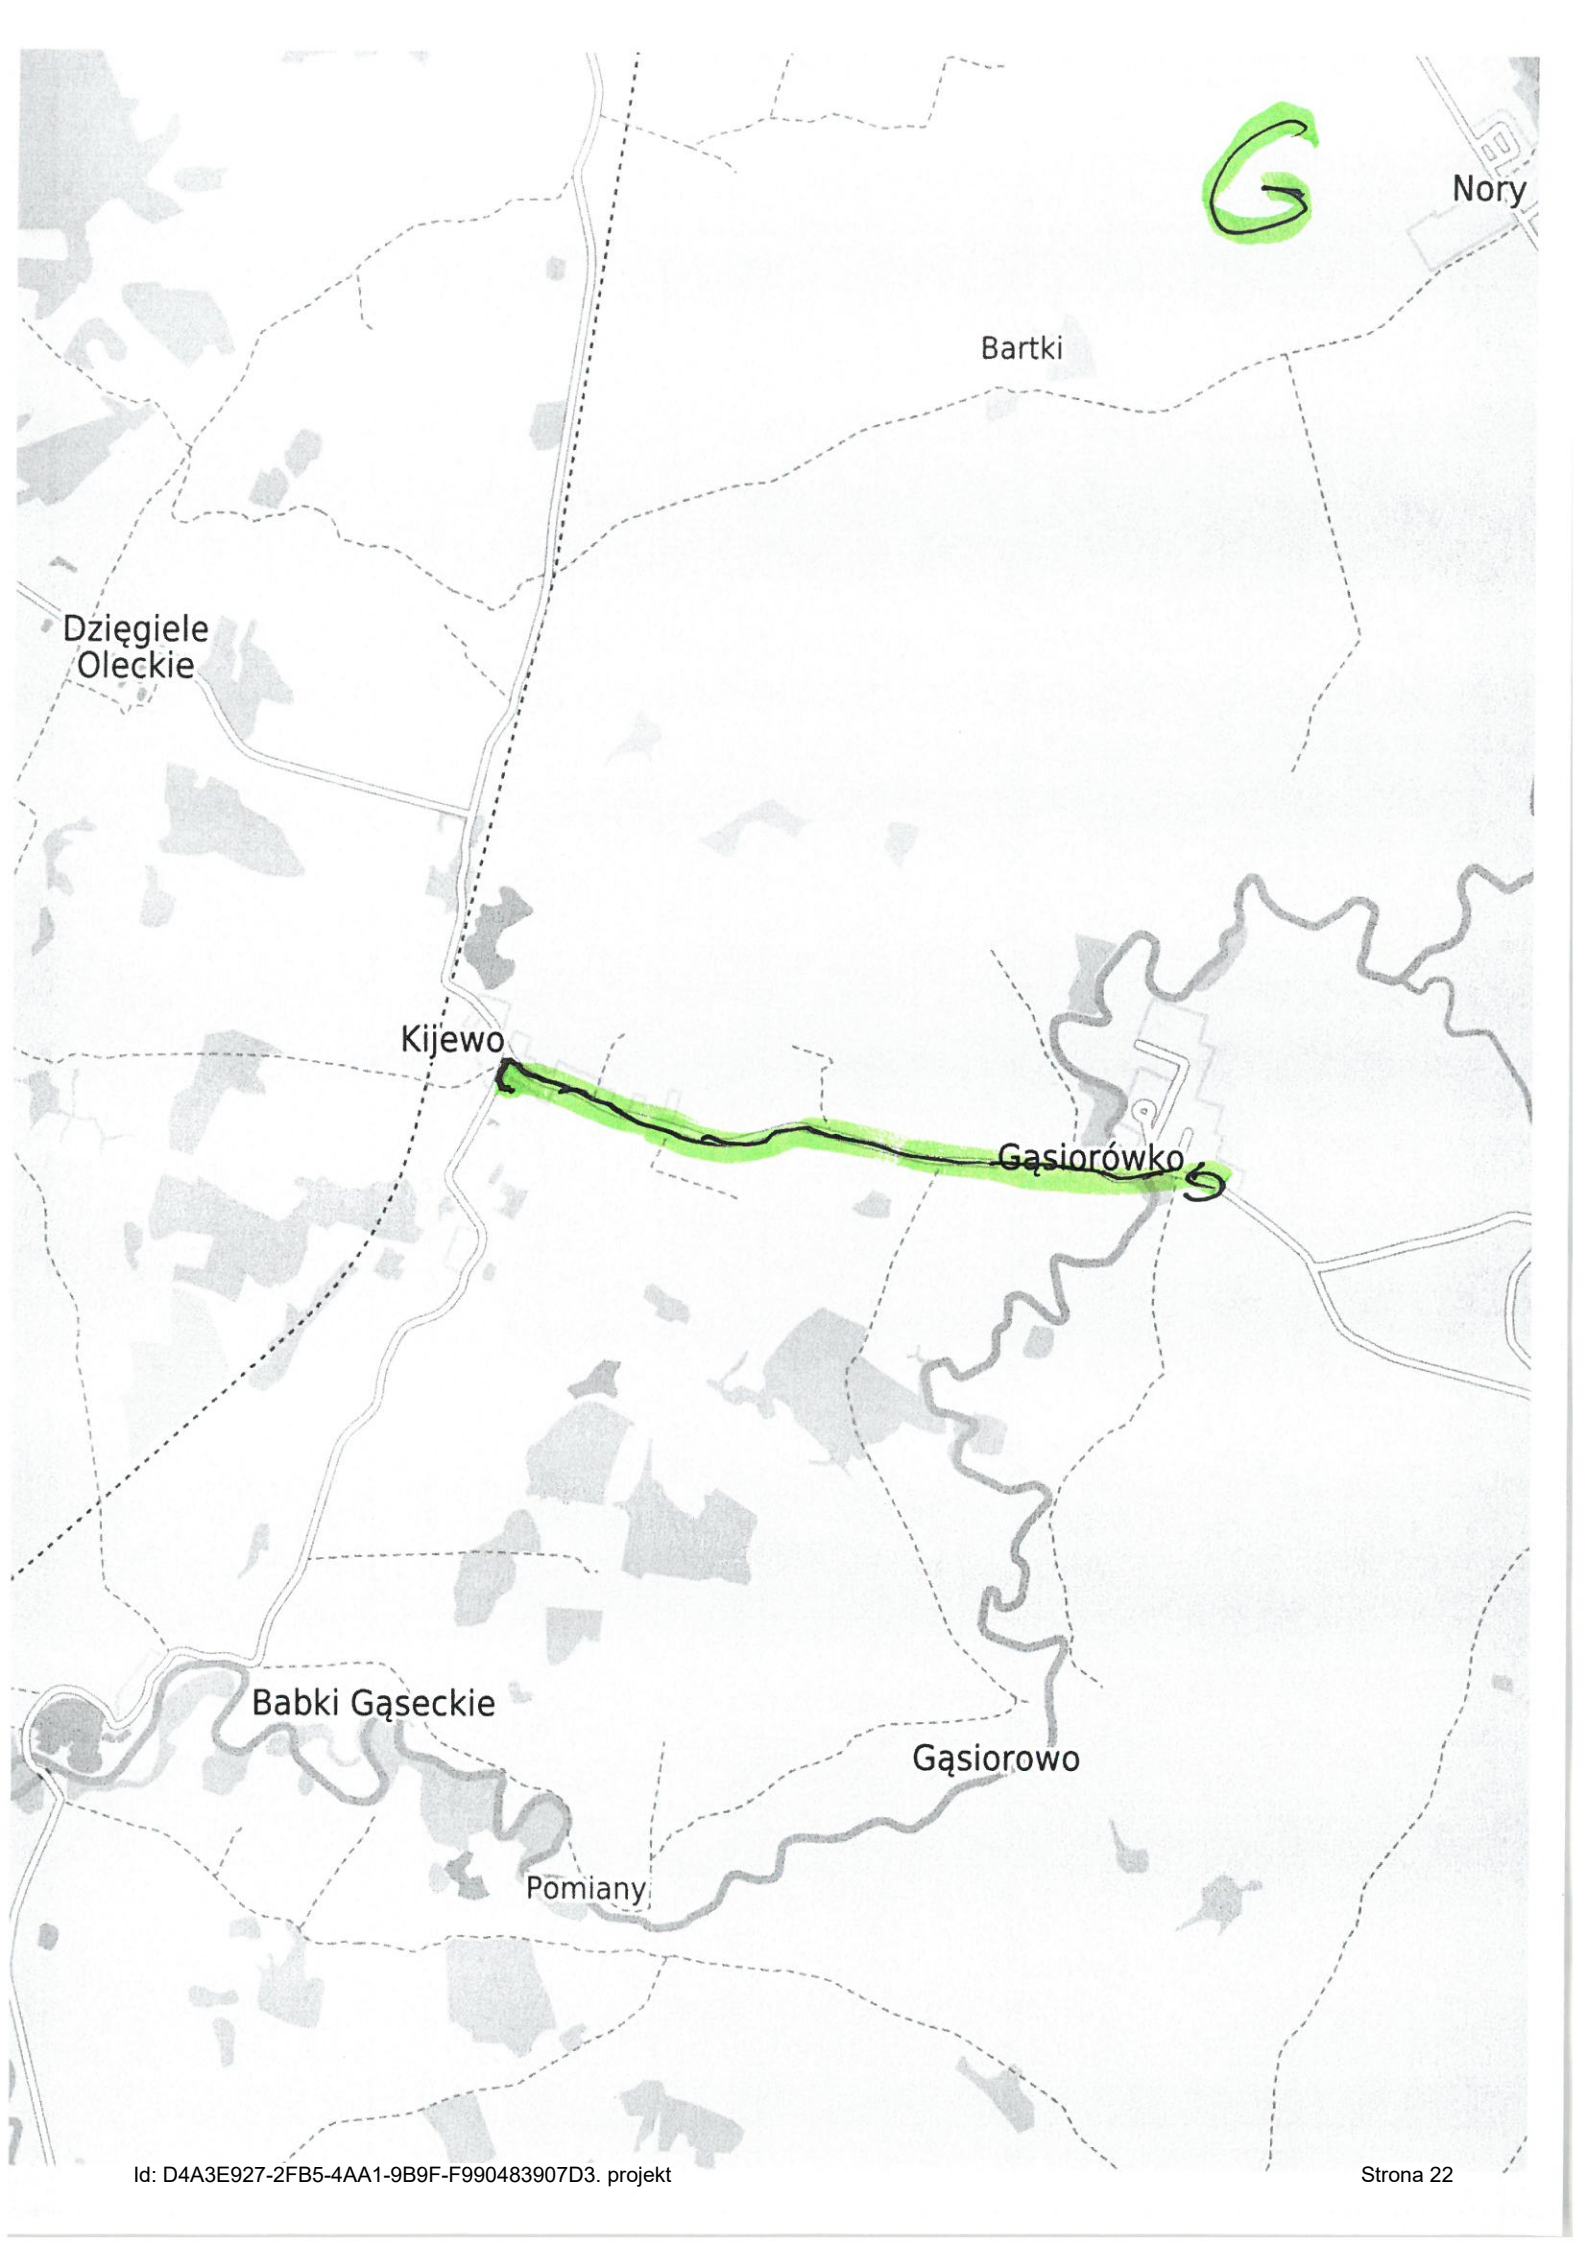 G
Nory
Bartki
Dzięgiele
Oleckie
Kijewo
Gąsiorówko
Babki Gąseckie
Gąsiorowo
Pomiany
Id: D4A3E927-2FB5-4AA1-9B9F-F990483907D3. projekt
Strona 22